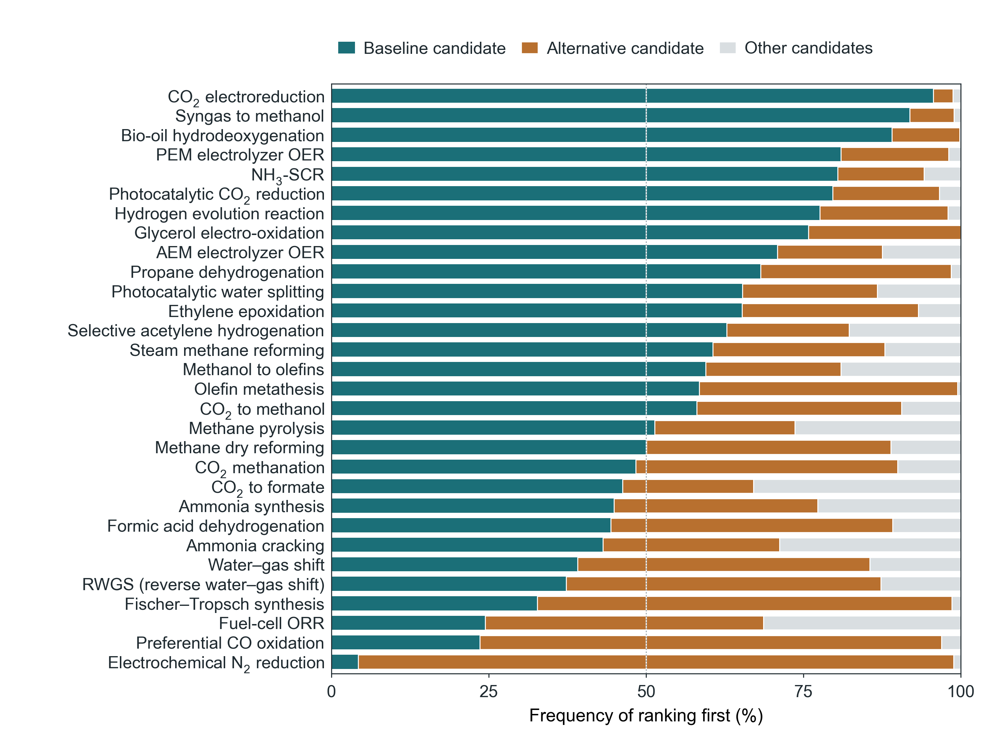 Baseline candidate Alternative candidate Other candidates
CO₂ electroreduction
Syngas to methanol
Bio-oil hydrodeoxygenation
PEM electrolyzer OER
NH₃-SCR
Photocatalytic CO₂ reduction
Hydrogen evolution reaction
Glycerol electro-oxidation
AEM electrolyzer OER
Propane dehydrogenation
Photocatalytic water splitting
Ethylene epoxidation
Selective acetylene hydrogenation
Steam methane reforming
Methanol to olefins
Olefin metathesis
CO₂ to methanol
Methane pyrolysis
Methane dry reforming
CO₂ methanation
CO₂ to formate
Ammonia synthesis
Formic acid dehydrogenation
Ammonia cracking
Water–gas shift
RWGS (reverse water–gas shift)
Fischer–Tropsch synthesis
Fuel-cell ORR
Preferential CO oxidation
Electrochemical N₂ reduction
0 25 50 75 100
Frequency of ranking first (%)